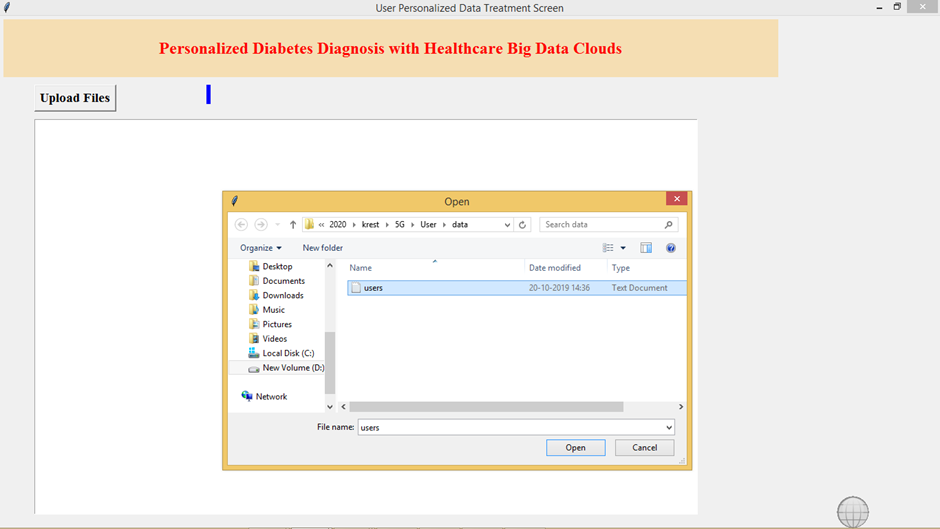 User Personalized Data Treatment Screen
Personalized Diabetes Diagnosis with Healthcare Big Data Clouds
Upload Files
Open
« 2020 krest 5G User data
Search data
Organize New folder
Name Date modified Type
users 20-10-2019 14:36 Text Document
Desktop
Documents
Downloads
Music
Pictures
Videos
Local Disk (C:)
New Volume (D:)
Network
File name: users
Open Cancel